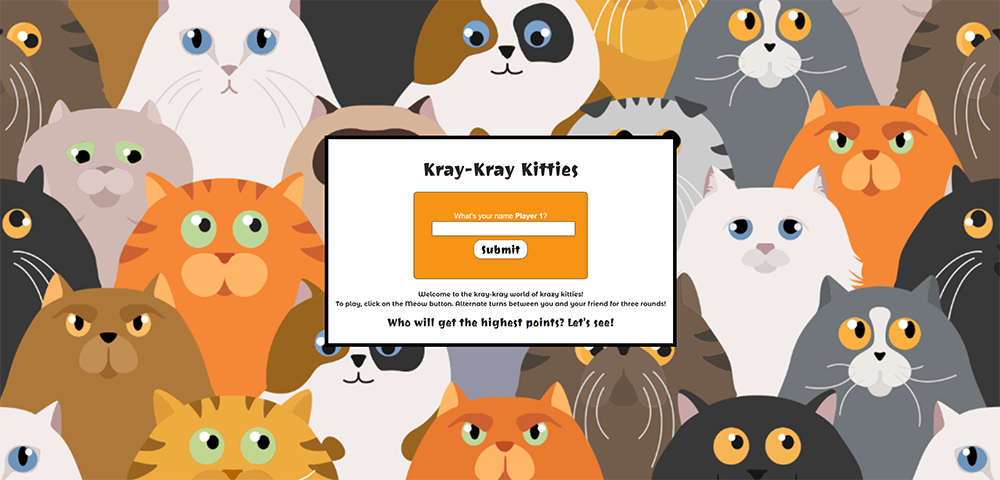 Kray-Kray Kitties
What's your name Player 1?
Submit
Welcome to the kray-kray world of krazy kitties!
To play, click on the Meow button. Alternate turns between you and your friend for three rounds!
Who will get the highest points? Let's see!